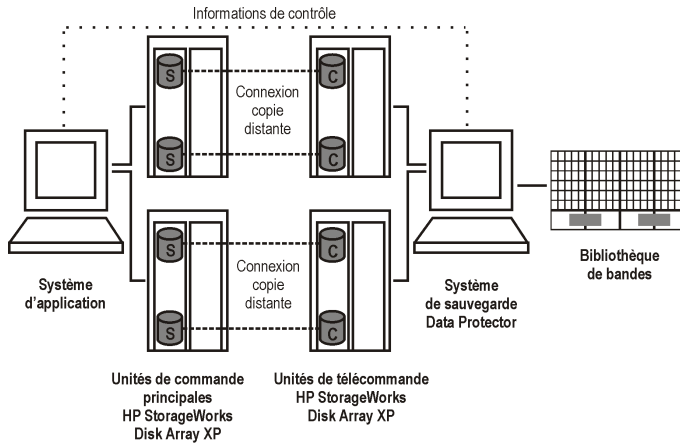 Informations de contrôle
S
C
Connexion
copie
distante
S
C
S
C
Connexion
copie
distante
S
C
Système
d'application
Système
de sauvegarde
Data Protector
Bibliothèque
de bandes
Unités de commande
principales
HP StorageWorks
Disk Array XP
Unités de télécommande
HP StorageWorks
Disk Array XP